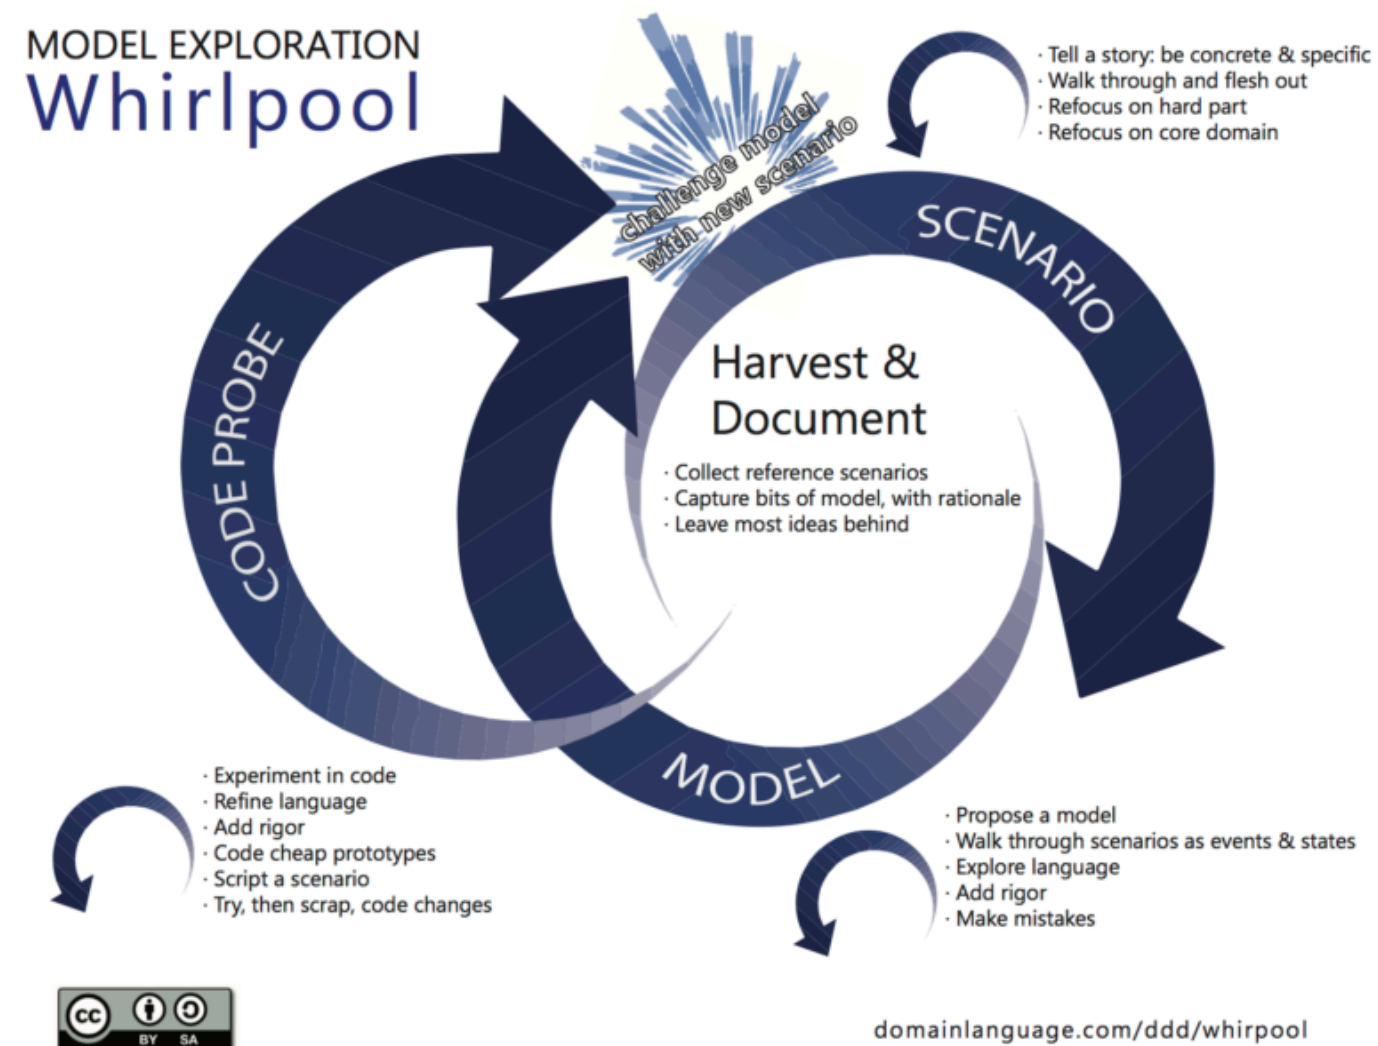 MODEL EXPLORATION
Whirlpool
challenge model
with new scenario
· Tell a story: be concrete & specific
· Walk through and flesh out
· Refocus on hard part
· Refocus on core domain
SCENARIO
CODE PROBE
Harvest &
Document
· Collect reference scenarios
· Capture bits of model, with rationale
· Leave most ideas behind
MODEL
· Experiment in code
· Refine language
· Add rigor
· Code cheap prototypes
· Script a scenario
· Try, then scrap, code changes
· Propose a model
· Walk through scenarios as events & states
· Explore language
· Add rigor
· Make mistakes
cc
BY SA
domainlanguage.com/ddd/whirpool